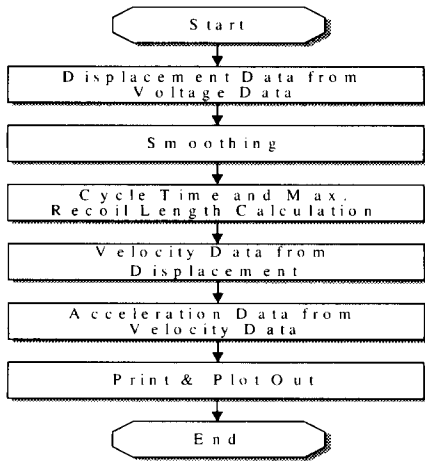 Start
Displacement Data from
Voltage Data
Smoothing
Cycle Time and Max.
Recoil Length Calculation
Velocity Data from
Displacement
Acceleration Data from
Velocity Data
Print & Plot Out
End